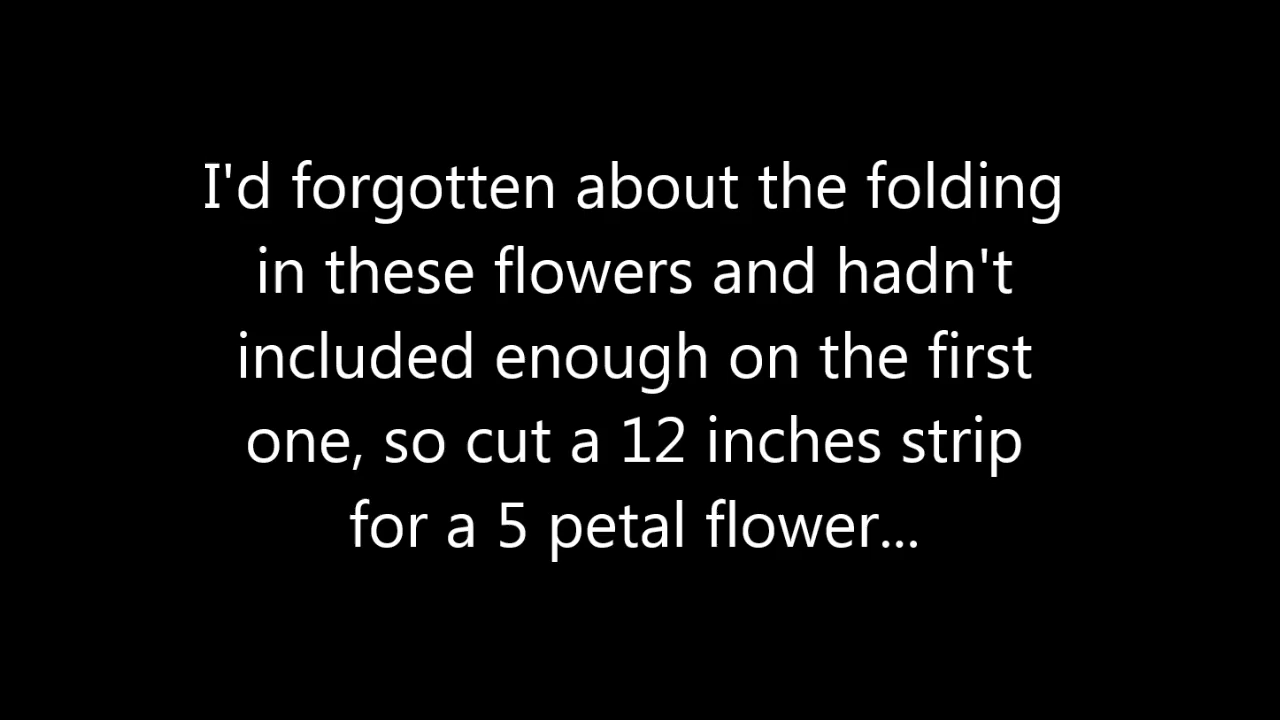 I'd forgotten about the folding
in these flowers and hadn't
included enough on the first
one, so cut a 12 inches strip
for a 5 petal flower...